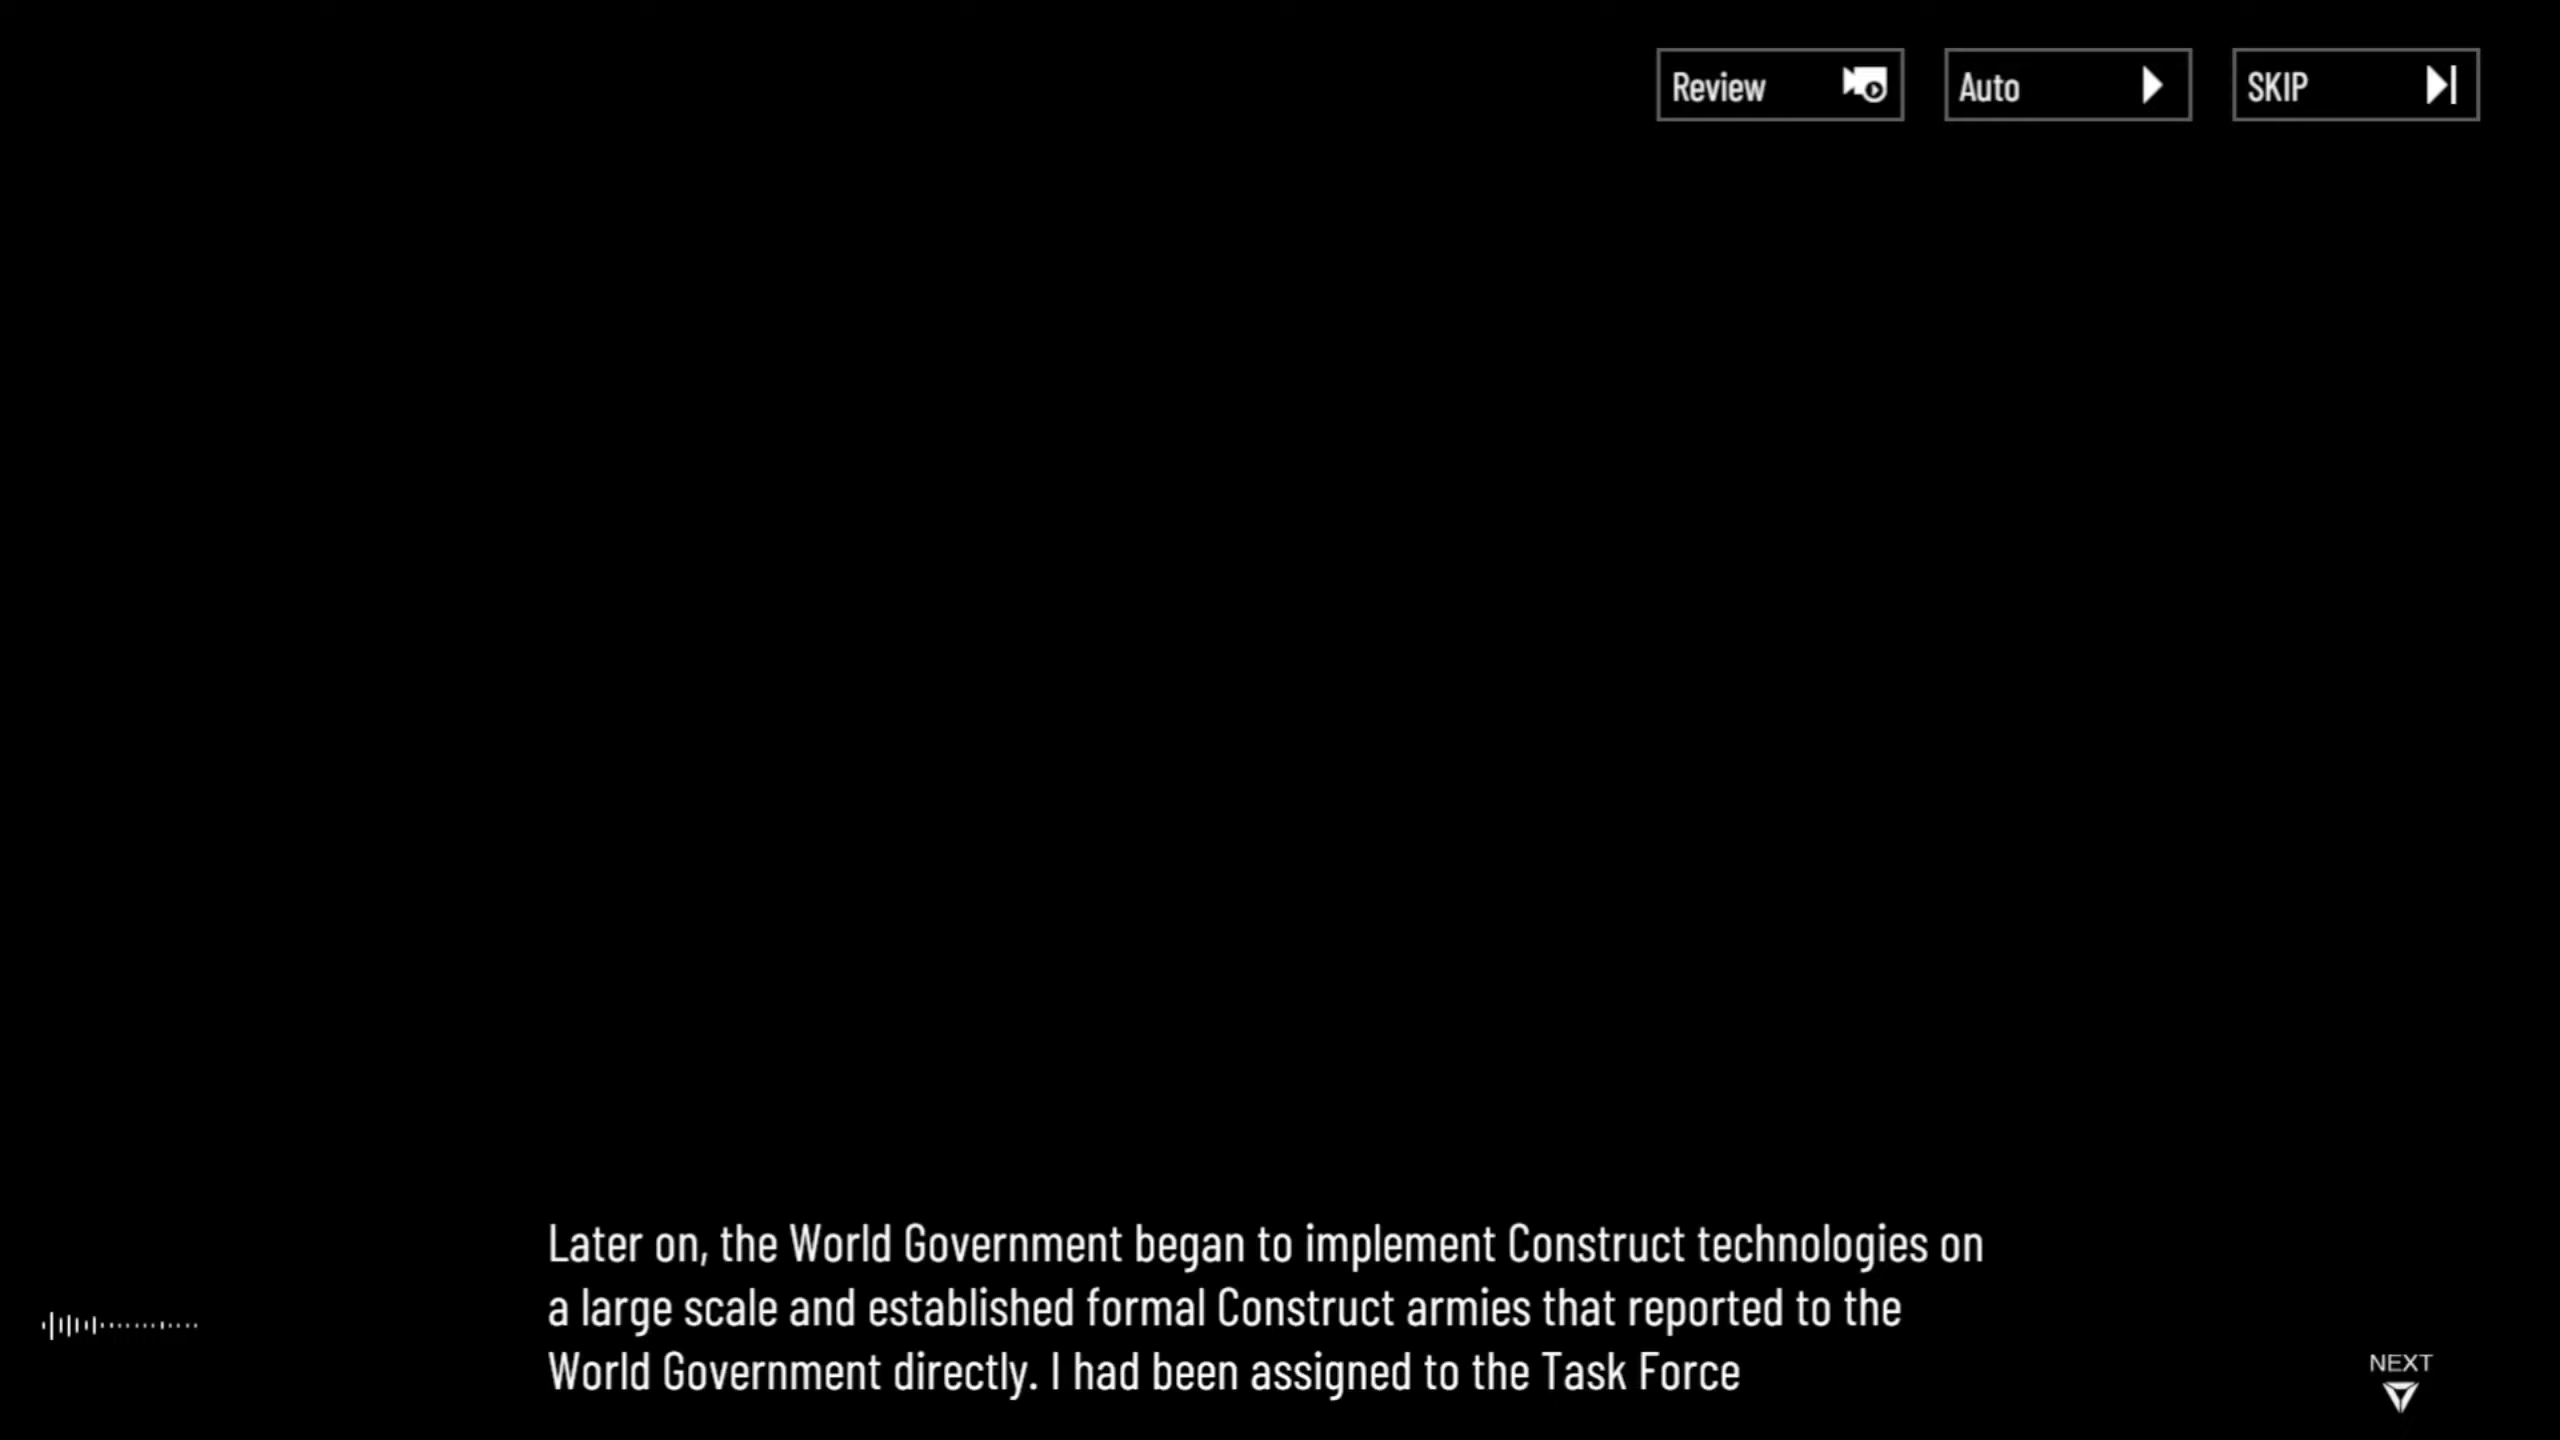 Review
Auto
SKIP
Later on, the World Government began to implement Construct technologies on
a large scale and established formal Construct armies that reported to the
World Government directly. I had been assigned to the Task Force
NEXT